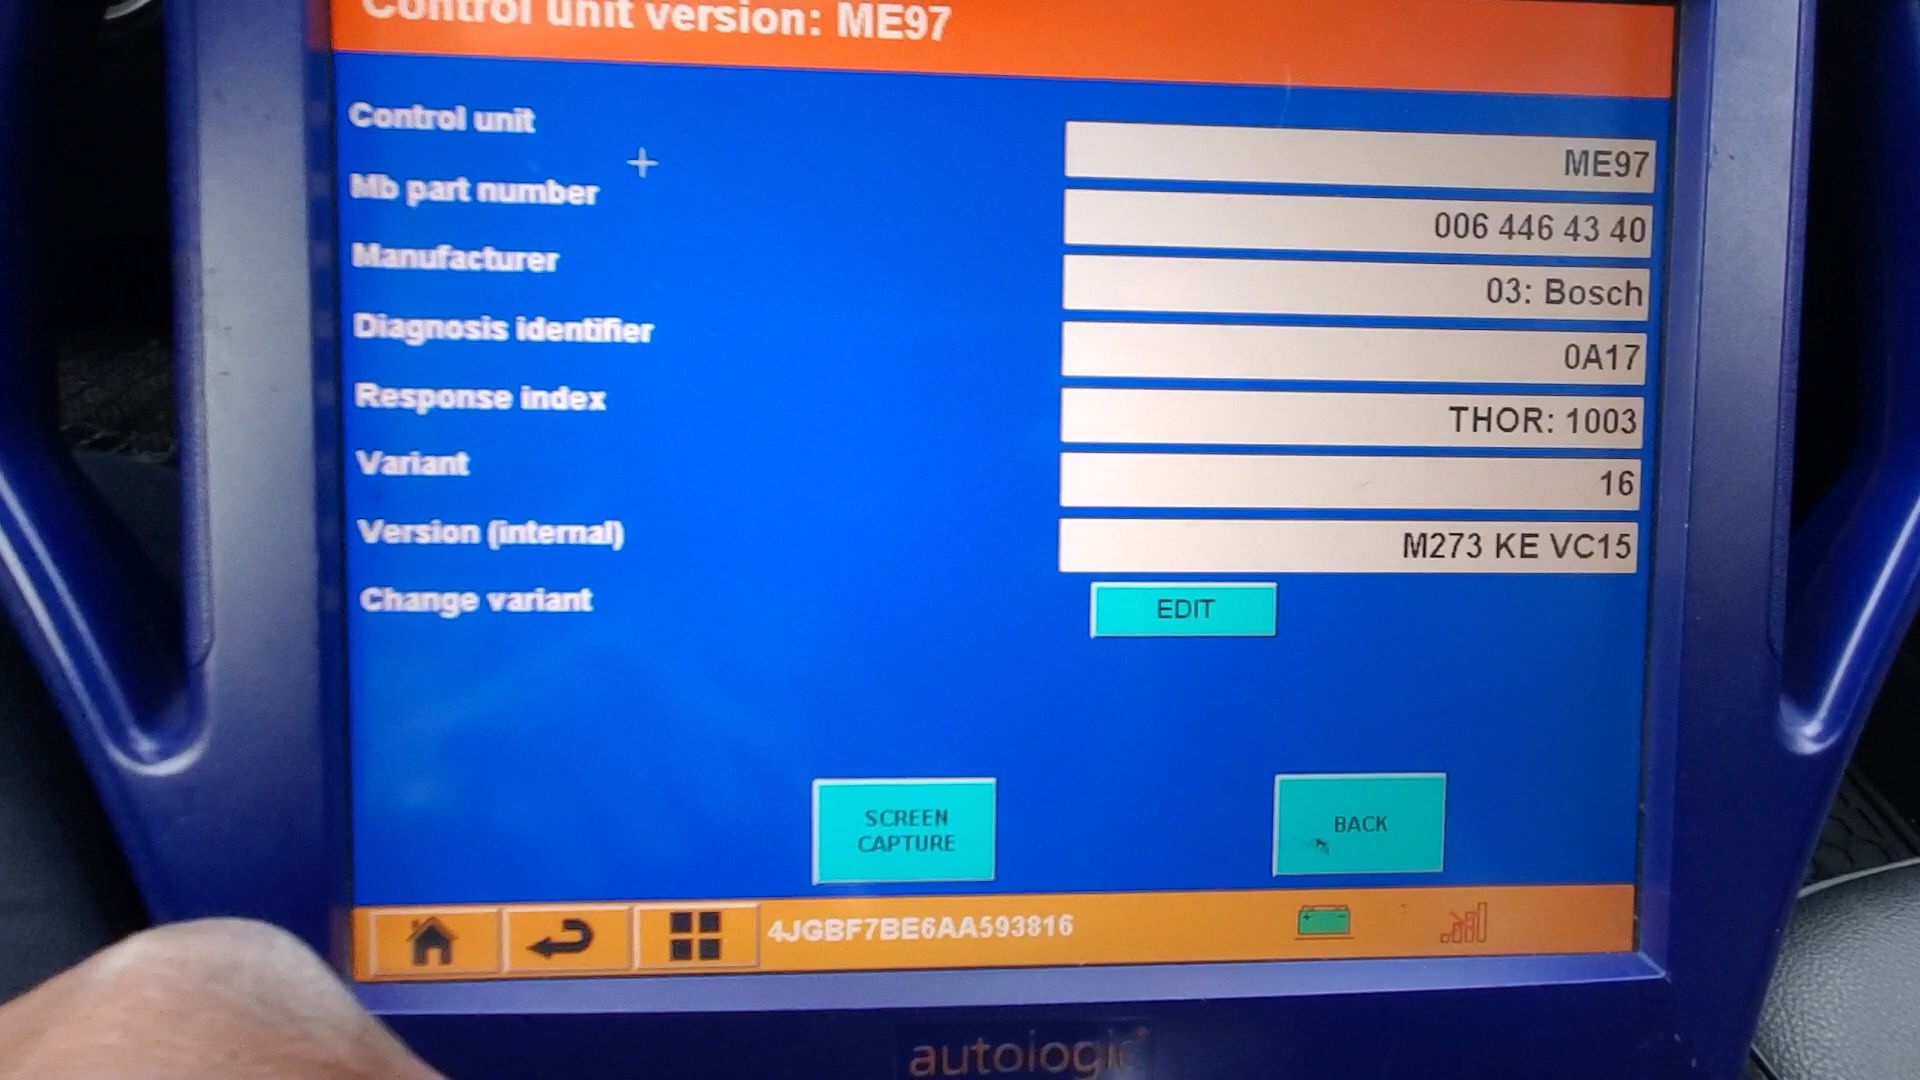 Control unit version: ME97
Control unit
ME97
Mb part number
006 446 43 40
Manufacturer
03: Bosch
Diagnosis identifier
0A17
Response index
THOR: 1003
Variant
16
Version (internal)
M273 KE VC15
Change variant
EDIT
SCREEN
CAPTURE
BACK
4JGBF7BE6AA593816
autologic